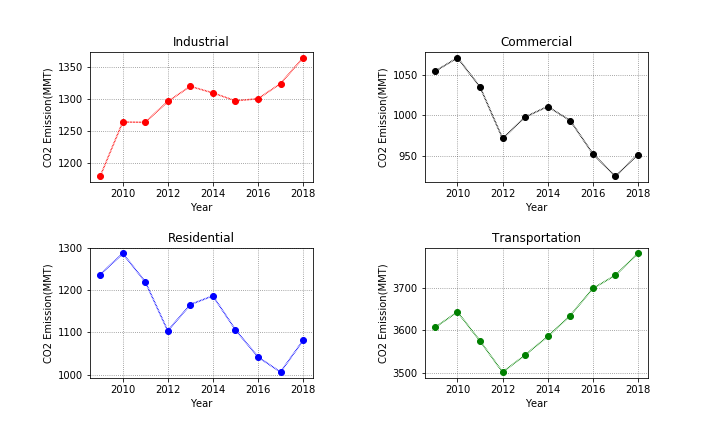 Industrial
CO2 Emission(MMT)
1350
1300
1250
1200
2010 2012 2014 2016 2018
Year
Commercial
CO2 Emission(MMT)
1050
1000
950
2010 2012 2014 2016 2018
Year
Residential
CO2 Emission(MMT)
1300
1200
1100
1000
2010 2012 2014 2016 2018
Year
Transportation
CO2 Emission(MMT)
3700
3600
3500
2010 2012 2014 2016 2018
Year